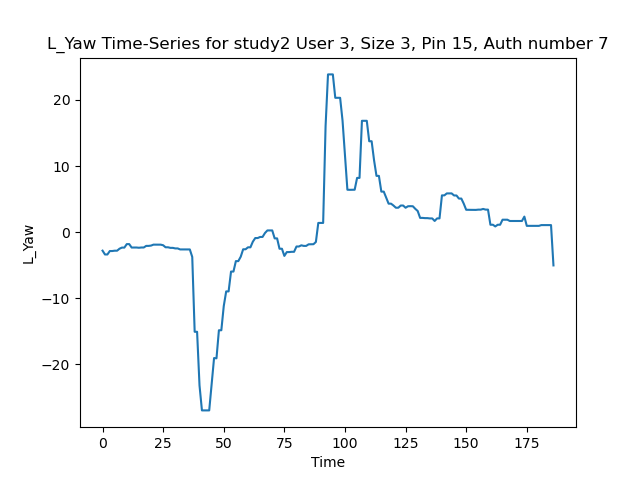 L_Yaw Time-Series for study2 User 3, Size 3, Pin 15, Auth number 7
20
10
0
−10
−20
L_Yaw
0 25 50 75 100 125 150 175
Time